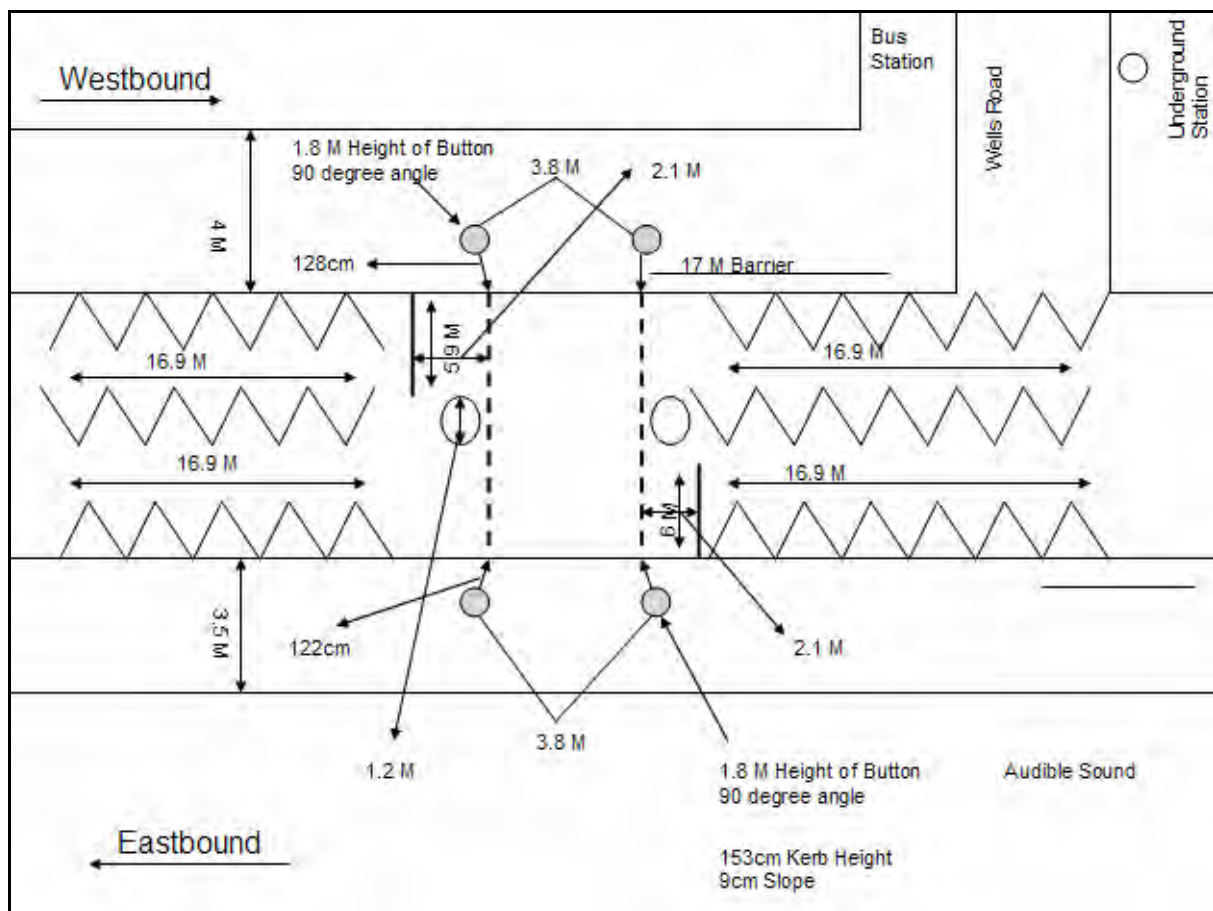 Bus
Station
Westbound
Wells Road
Underground
Station
1.8 M Height of Button
90 degree angle
3.8 M
2.1 M
4 M
128cm
17 M Barrier
5.9 M
16.9 M
16.9 M
16.9 M
16.9 M
6 M
3.5 M
122cm
2.1 M
3.8 M
1.2 M
1.8 M Height of Button
90 degree angle
Audible Sound
Eastbound
153cm Kerb Height
9cm Slope